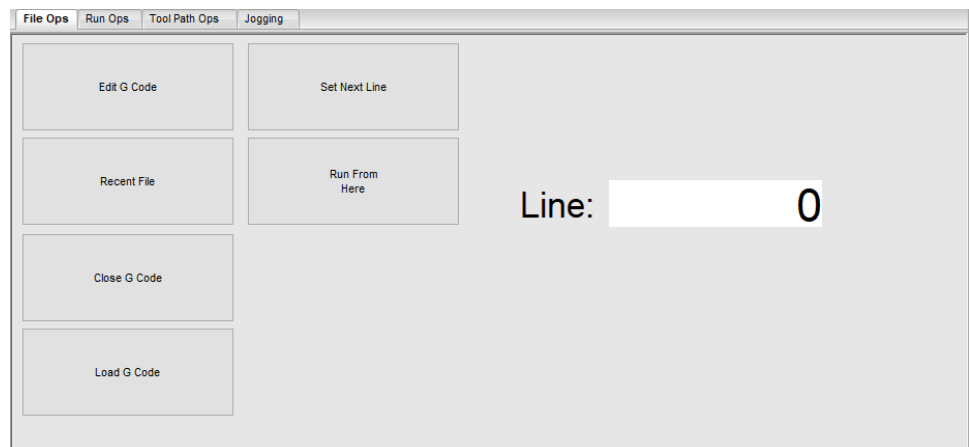 File Ops Run Ops Tool Path Ops Jogging
Edit G Code
Set Next Line
Recent File
Run From
Here
Line: 0
Close G Code
Load G Code